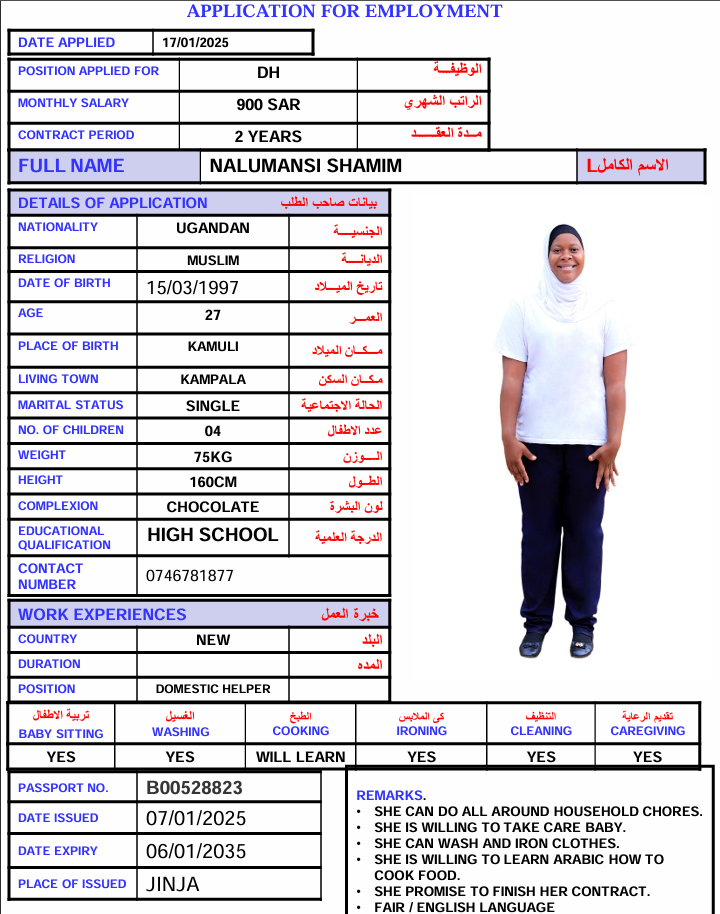 APPLICATION FOR EMPLOYMENT
DATE APPLIED 17/01/2025
POSITION APPLIED FOR DH الوظيفـــة
MONTHLY SALARY 900 SAR الراتب الشهري
CONTRACT PERIOD 2 YEARS مـدة العقـــد
FULL NAME NALUMANSI SHAMIM الاسم الكاملL
DETAILS OF APPLICATION بيانات صاحب الطلب
NATIONALITY UGANDAN الجنسيـــة
RELIGION MUSLIM الديانـــة
DATE OF BIRTH 15/03/1997 تاريخ الميـــلاد
AGE 27 العمـــر
PLACE OF BIRTH KAMULI مـــكـان الميلاد
LIVING TOWN KAMPALA مـكـان السكن
MARITAL STATUS SINGLE الحالة الاجتماعية
NO. OF CHILDREN 04 عدد الاطفال
WEIGHT 75KG الـــوزن
HEIGHT 160CM الطـول
COMPLEXION CHOCOLATE لون البشرة
EDUCATIONAL QUALIFICATION HIGH SCHOOL الدرجة العلمية
CONTACT NUMBER 0746781877
WORK EXPERIENCES خبرة العمل
COUNTRY NEW البلد
DURATION المده
POSITION DOMESTIC HELPER
تربية الاطفال الغسيل الطبخ كى الملابس التنظيف تقديم الرعاية
BABY SITTING WASHING COOKING IRONING CLEANING CAREGIVING
YES YES WILL LEARN YES YES YES
PASSPORT NO. B00528823
DATE ISSUED 07/01/2025
DATE EXPIRY 06/01/2035
PLACE OF ISSUED JINJA
REMARKS.
• SHE CAN DO ALL AROUND HOUSEHOLD CHORES.
• SHE IS WILLING TO TAKE CARE BABY.
• SHE CAN WASH AND IRON CLOTHES.
• SHE IS WILLING TO LEARN ARABIC HOW TO
COOK FOOD.
• SHE PROMISE TO FINISH HER CONTRACT.
• FAIR / ENGLISH LANGUAGE